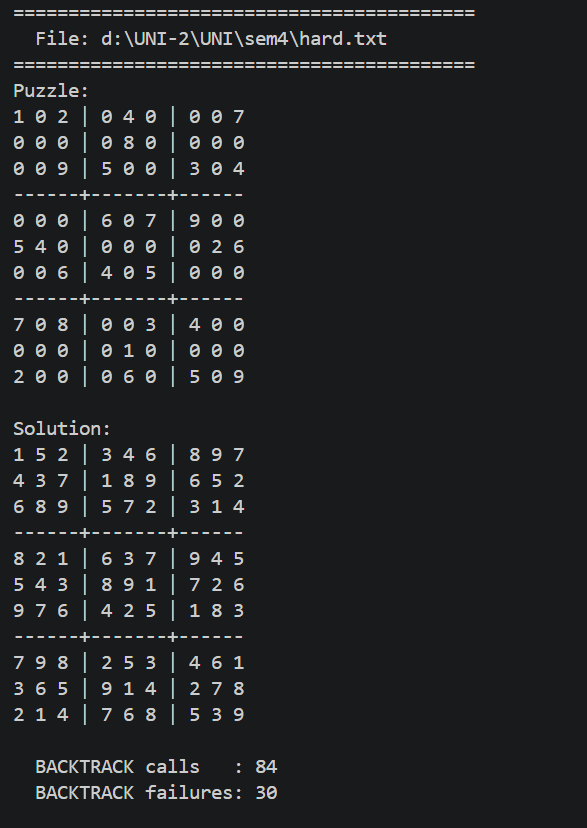 ==========================================
  File: d:\UNI-2\UNI\sem4\hard.txt
==========================================
Puzzle:
1 0 2 | 0 4 0 | 0 0 7
0 0 0 | 0 8 0 | 0 0 0
0 0 9 | 5 0 0 | 3 0 4
------+-------+------
0 0 0 | 6 0 7 | 9 0 0
5 4 0 | 0 0 0 | 0 2 6
0 0 6 | 4 0 5 | 0 0 0
------+-------+------
7 0 8 | 0 0 3 | 4 0 0
0 0 0 | 0 1 0 | 0 0 0
2 0 0 | 0 6 0 | 5 0 9

Solution:
1 5 2 | 3 4 6 | 8 9 7
4 3 7 | 1 8 9 | 6 5 2
6 8 9 | 5 7 2 | 3 1 4
------+-------+------
8 2 1 | 6 3 7 | 9 4 5
5 4 3 | 8 9 1 | 7 2 6
9 7 6 | 4 2 5 | 1 8 3
------+-------+------
7 9 8 | 2 5 3 | 4 6 1
3 6 5 | 9 1 4 | 2 7 8
2 1 4 | 7 6 8 | 5 3 9

  BACKTRACK calls   : 84
  BACKTRACK failures: 30